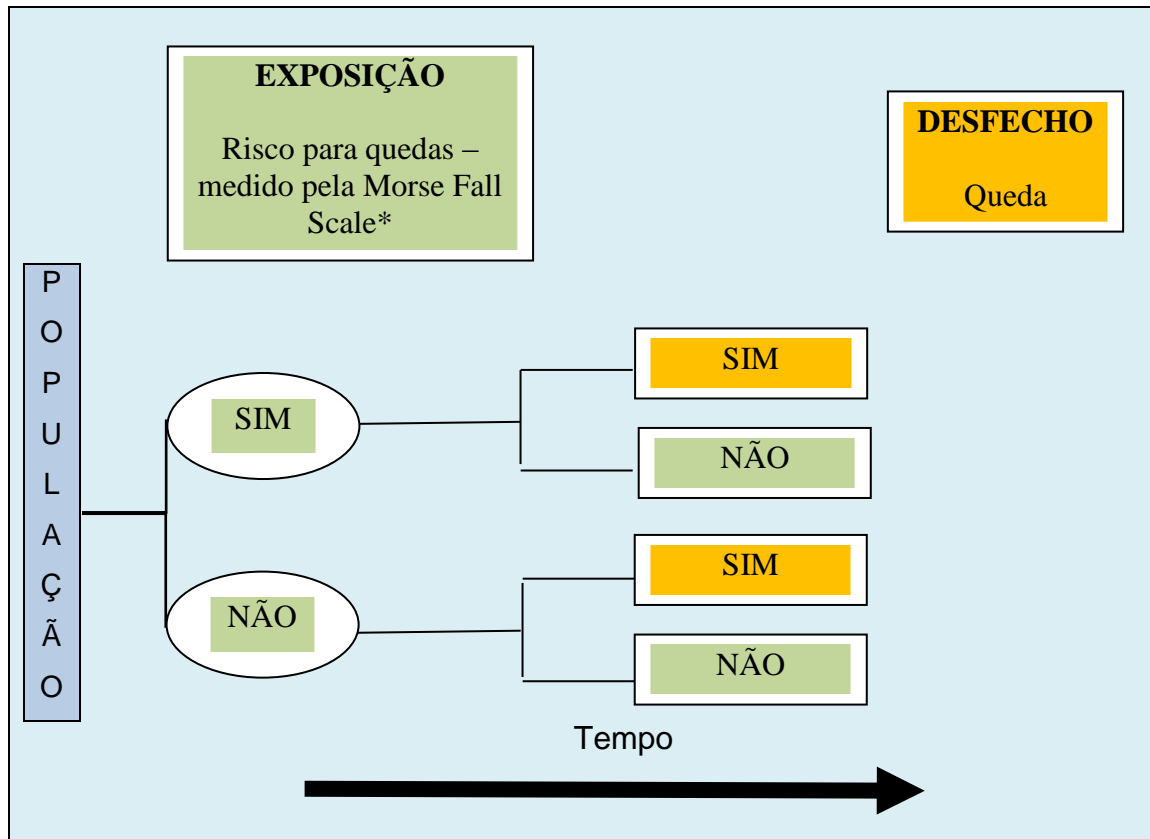 EXPOSIÇÃO
Risco para quedas –
medido pela Morse Fall
Scale*
DESFECHO
Queda
P
O
P
U
L
A
Ç
Ã
O
SIM
SIM
NÃO
NÃO
SIM
NÃO
Tempo